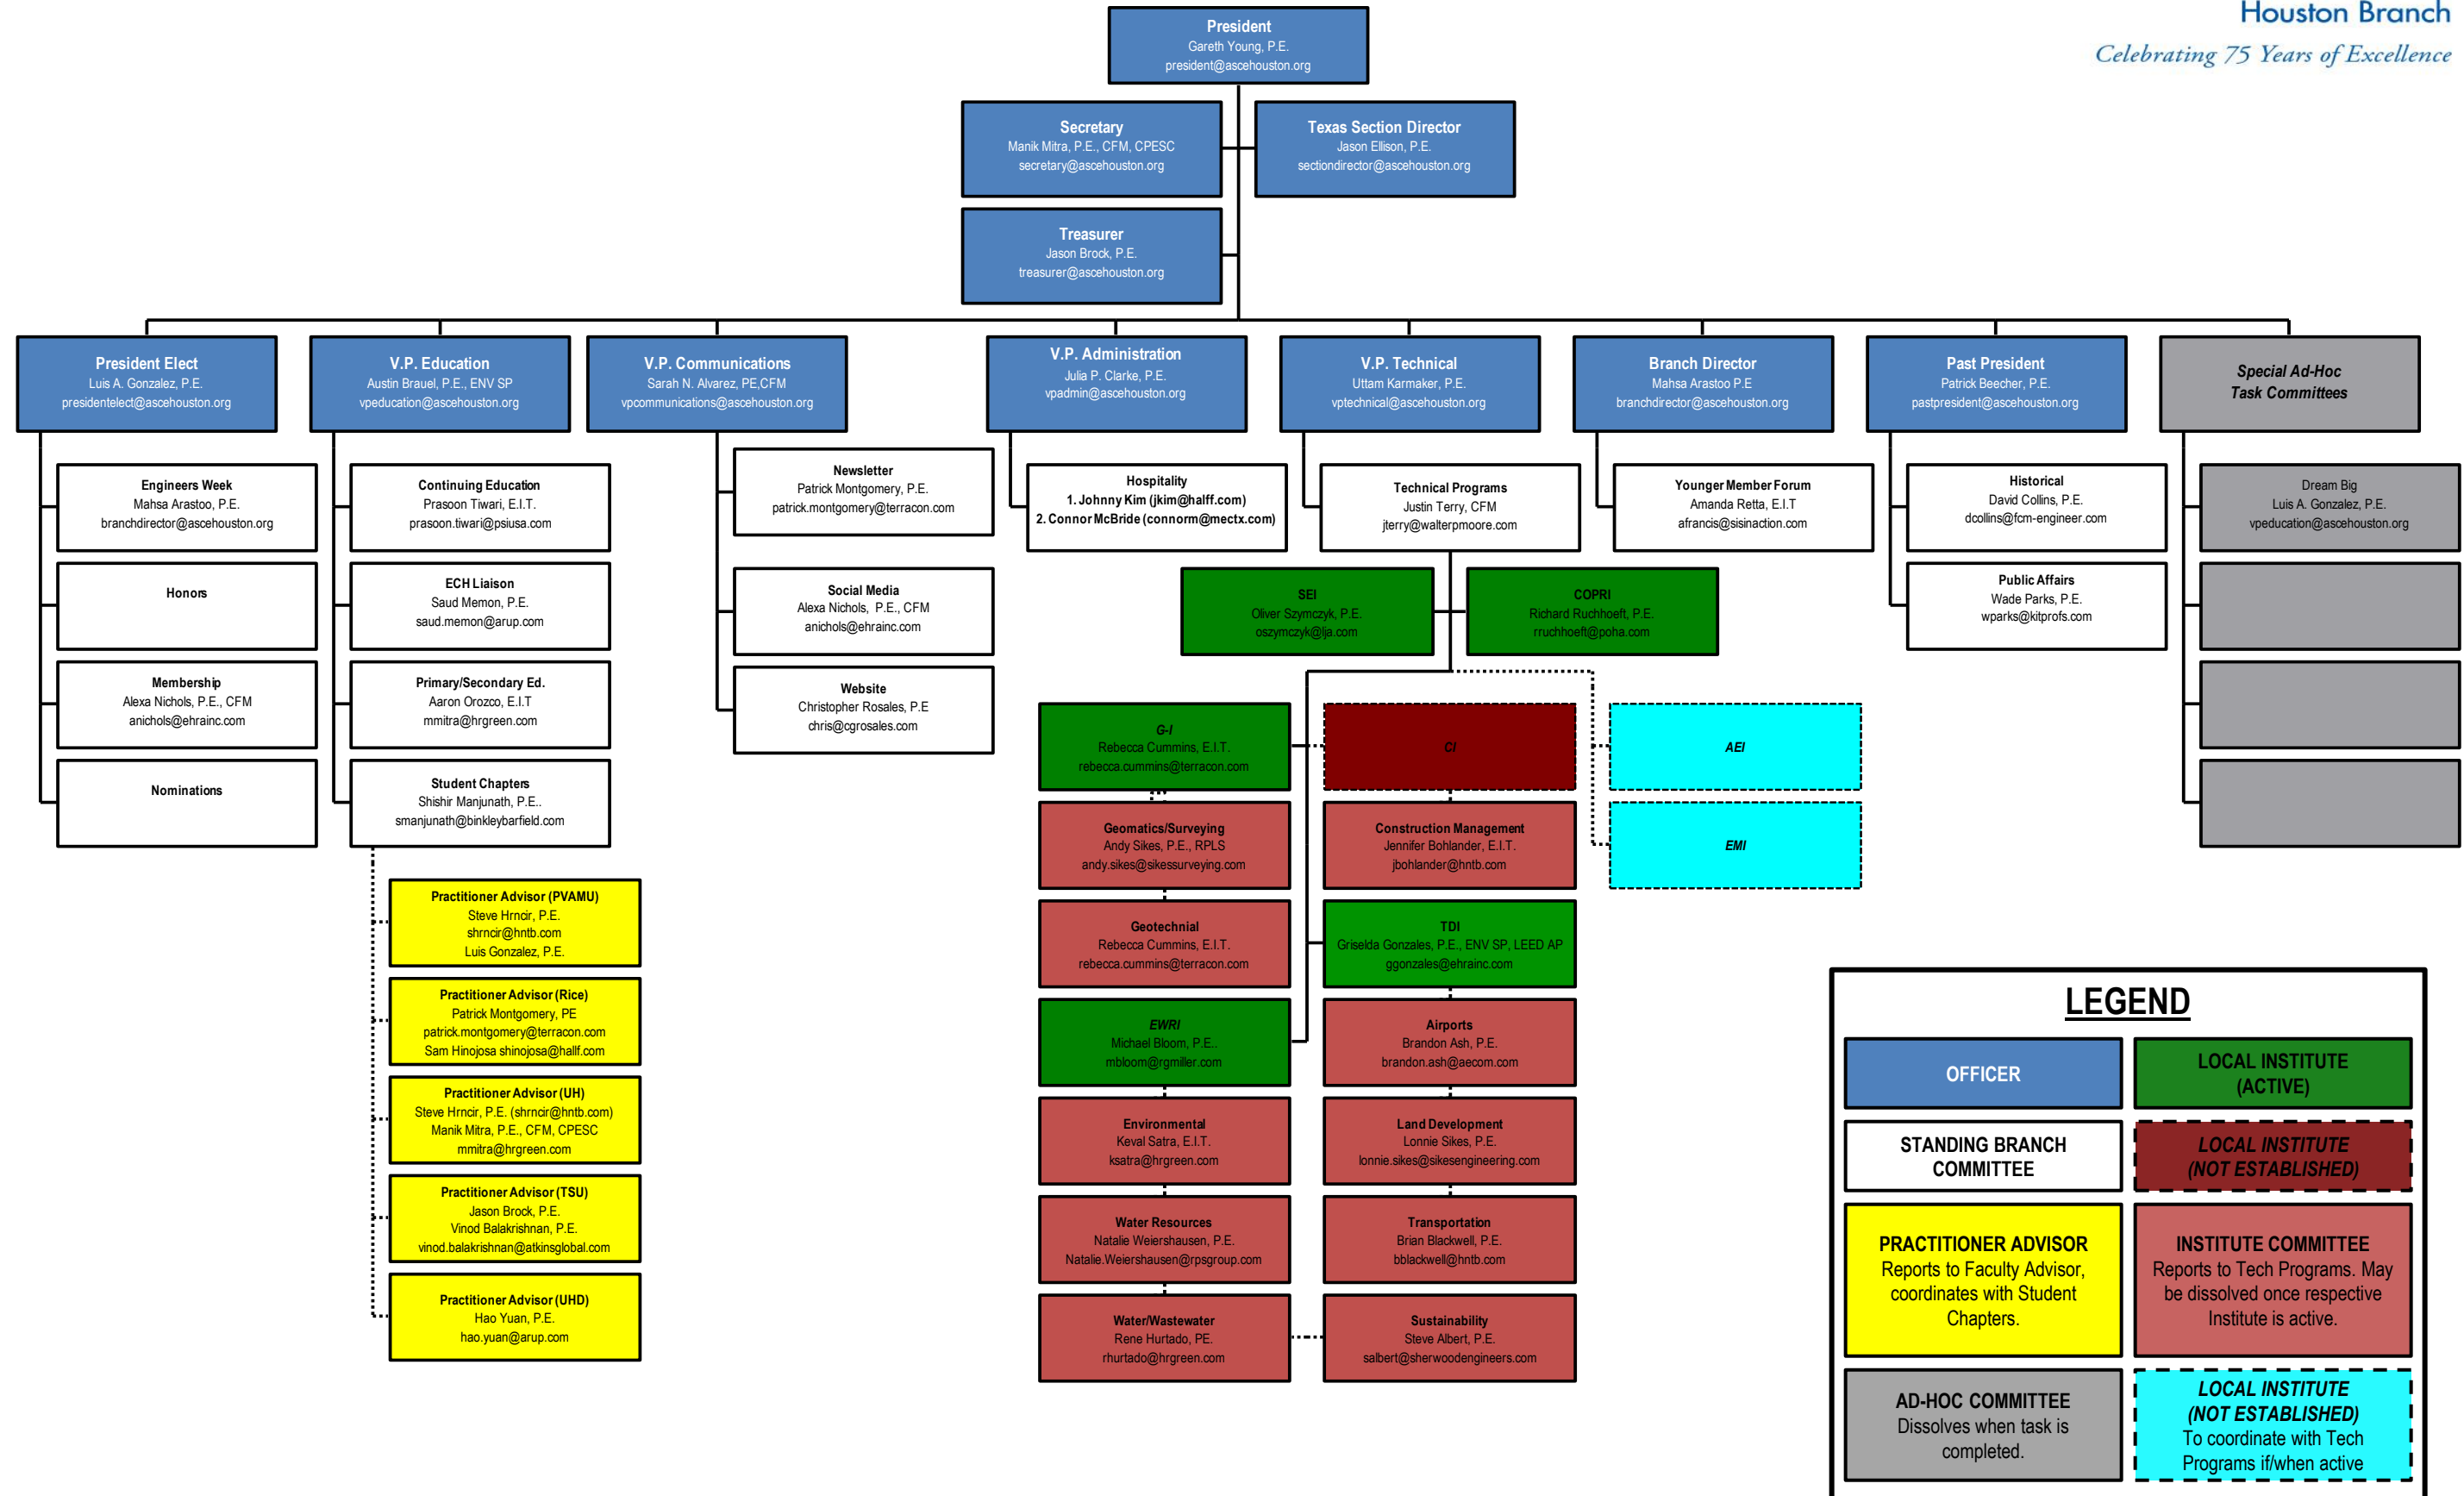 Houston Branch
Celebrating 75 Years of Excellence
President
Gareth Young, P.E.
president@ascehouston.org
Secretary
Manik Mitra, P.E., CFM, CPESC
secretary@ascehouston.org
Texas Section Director
Jason Ellison, P.E.
sectiondirector@ascehouston.org
Treasurer
Jason Brock, P.E.
treasurer@ascehouston.org
President Elect
Luis A. Gonzalez, P.E.
presidentelect@ascehouston.org
V.P. Education
Austin Brauel, P.E., ENV SP
vpeducation@ascehouston.org
V.P. Communications
Sarah N. Alvarez, PE,CFM
vpcommunications@ascehouston.org
V.P. Administration
Julia P. Clarke, P.E.
vpadmin@ascehouston.org
V.P. Technical
Uttam Karmaker, P.E.
vptechnical@ascehouston.org
Branch Director
Mahsa Arastoo P.E
branchdirector@ascehouston.org
Past President
Patrick Beecher, P.E.
pastpresident@ascehouston.org
Special Ad-Hoc
Task Committees
Engineers Week
Mahsa Arastoo, P.E.
branchdirector@ascehouston.org
Honors
Membership
Alexa Nichols, P.E., CFM
anichols@ehrainc.com
Nominations
Continuing Education
Prasoon Tiwari, E.I.T.
prasoon.tiwari@psiusa.com
ECH Liaison
Saud Memon, P.E.
saud.memon@arup.com
Primary/Secondary Ed.
Aaron Orozco, E.I.T
mmitra@hrgreen.com
Student Chapters
Shishir Manjunath, P.E..
smanjunath@binkleybarfield.com
Practitioner Advisor (PVAMU)
Steve Hrncir, P.E.
shrncir@hntb.com
Luis Gonzalez, P.E.
Practitioner Advisor (Rice)
Patrick Montgomery, PE
patrick.montgomery@terracon.com
Sam Hinojosa shinojosa@hallf.com
Practitioner Advisor (UH)
Steve Hrncir, P.E. (shrncir@hntb.com)
Manik Mitra, P.E., CFM, CPESC
mmitra@hrgreen.com
Practitioner Advisor (TSU)
Jason Brock, P.E.
Vinod Balakrishnan, P.E.
vinod.balakrishnan@atkinsglobal.com
Practitioner Advisor (UHD)
Hao Yuan, P.E.
hao.yuan@arup.com
Newsletter
Patrick Montgomery, P.E.
patrick.montgomery@terracon.com
Social Media
Alexa Nichols, P.E., CFM
anichols@ehrainc.com
Website
Christopher Rosales, P.E
chris@cgrosales.com
Hospitality
1. Johnny Kim (jkim@halff.com)
2. Connor McBride (connorm@mectx.com)
Technical Programs
Justin Terry, CFM
jterry@walterpmoore.com
Younger Member Forum
Amanda Retta, E.I.T
afrancis@sisinaction.com
Historical
David Collins, P.E.
dcollins@fcm-engineer.com
Public Affairs
Wade Parks, P.E.
wparks@kitprofs.com
Dream Big
Luis A. Gonzalez, P.E.
vpeducation@ascehouston.org
SEI
Oliver Szymczyk, P.E.
oszymczyk@lja.com
COPRI
Richard Ruchhoeft, P.E.
rruchhoeft@poha.com
G-I
Rebecca Cummins, E.I.T.
rebecca.cummins@terracon.com
CI
AEI
Geomatics/Surveying
Andy Sikes, P.E., RPLS
andy.sikes@sikessurveying.com
Construction Management
Jennifer Bohlander, E.I.T.
jbohlander@hntb.com
EMI
Geotechnial
Rebecca Cummins, E.I.T.
rebecca.cummins@terracon.com
TDI
Griselda Gonzales, P.E., ENV SP, LEED AP
ggonzales@ehrainc.com
EWRI
Michael Bloom, P.E..
mbloom@rgmiller.com
Airports
Brandon Ash, P.E.
brandon.ash@aecom.com
Environmental
Keval Satra, E.I.T.
ksatra@hrgreen.com
Land Development
Lonnie Sikes, P.E.
lonnie.sikes@sikesengineering.com
Water Resources
Natalie Weiershausen, P.E.
Natalie.Weiershausen@rpsgroup.com
Transportation
Brian Blackwell, P.E.
bblackwell@hntb.com
Water/Wastewater
Rene Hurtado, PE.
rhurtado@hrgreen.com
Sustainability
Steve Albert, P.E.
salbert@sherwoodengineers.com
LEGEND
OFFICER
LOCAL INSTITUTE
(ACTIVE)
STANDING BRANCH
COMMITTEE
LOCAL INSTITUTE
(NOT ESTABLISHED)
PRACTITIONER ADVISOR
Reports to Faculty Advisor,
coordinates with Student
Chapters.
INSTITUTE COMMITTEE
Reports to Tech Programs. May
be dissolved once respective
Institute is active.
AD-HOC COMMITTEE
Dissolves when task is
completed.
LOCAL INSTITUTE
(NOT ESTABLISHED)
To coordinate with Tech
Programs if/when active